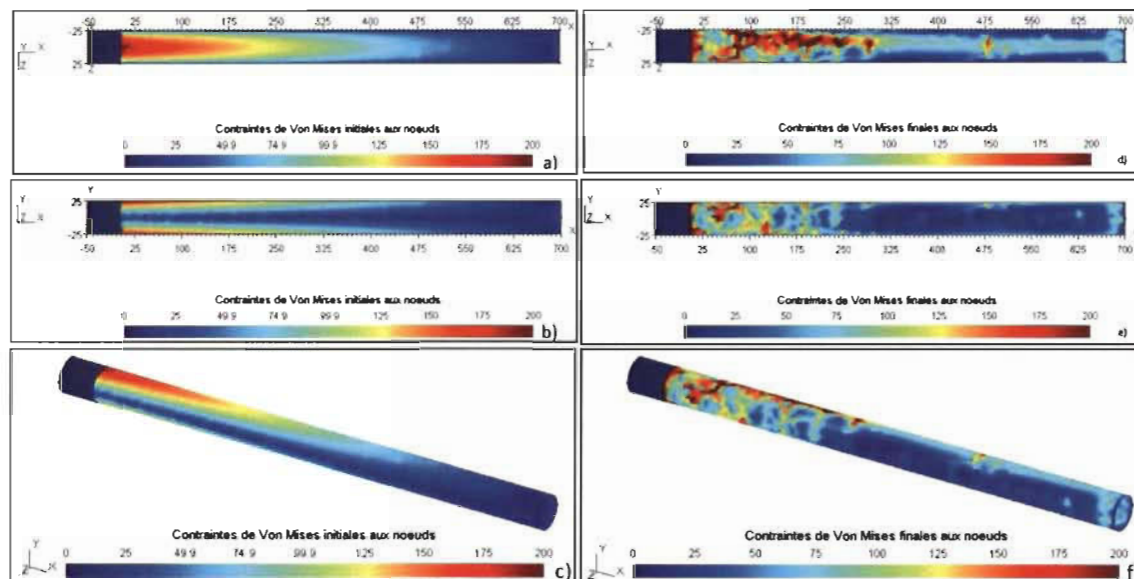 -50 25 100 175 250 325 400 475 550 625 700 X
-25
Y X
Z
25 Z
Contraintes de Von Mises initiales aux noeuds
0 25 49.9 74.9 99.9 125 150 175 200
a)
-50 25 100 175 250 325 400 475 550 625 700
-25
Y X
Z
25 Z
Contraintes de Von Mises finales aux noeuds
0 25 50 75 100 125 150 175 200
d)
Y
Y 25
Z X
-25 X
-50 25 100 175 250 325 400 475 550 625 700
Contraintes de Von Mises initiales aux noeuds
0 25 49.9 74.9 99.9 125 150 175 200
b)
Y
Y 25
Z X
-25
-50 25 100 175 250 325 400 475 550 625 700
Contraintes de Von Mises finales aux noeuds
0 25 50 75 100 125 150 175 200
e)
Contraintes de Von Mises initiales aux noeuds
Y
Z X
0 25 49.9 74.9 99.9 125 150 175 200
c)
Contraintes de Von Mises finales aux noeuds
Y
Z X
0 25 50 75 100 125 150 175 200
f